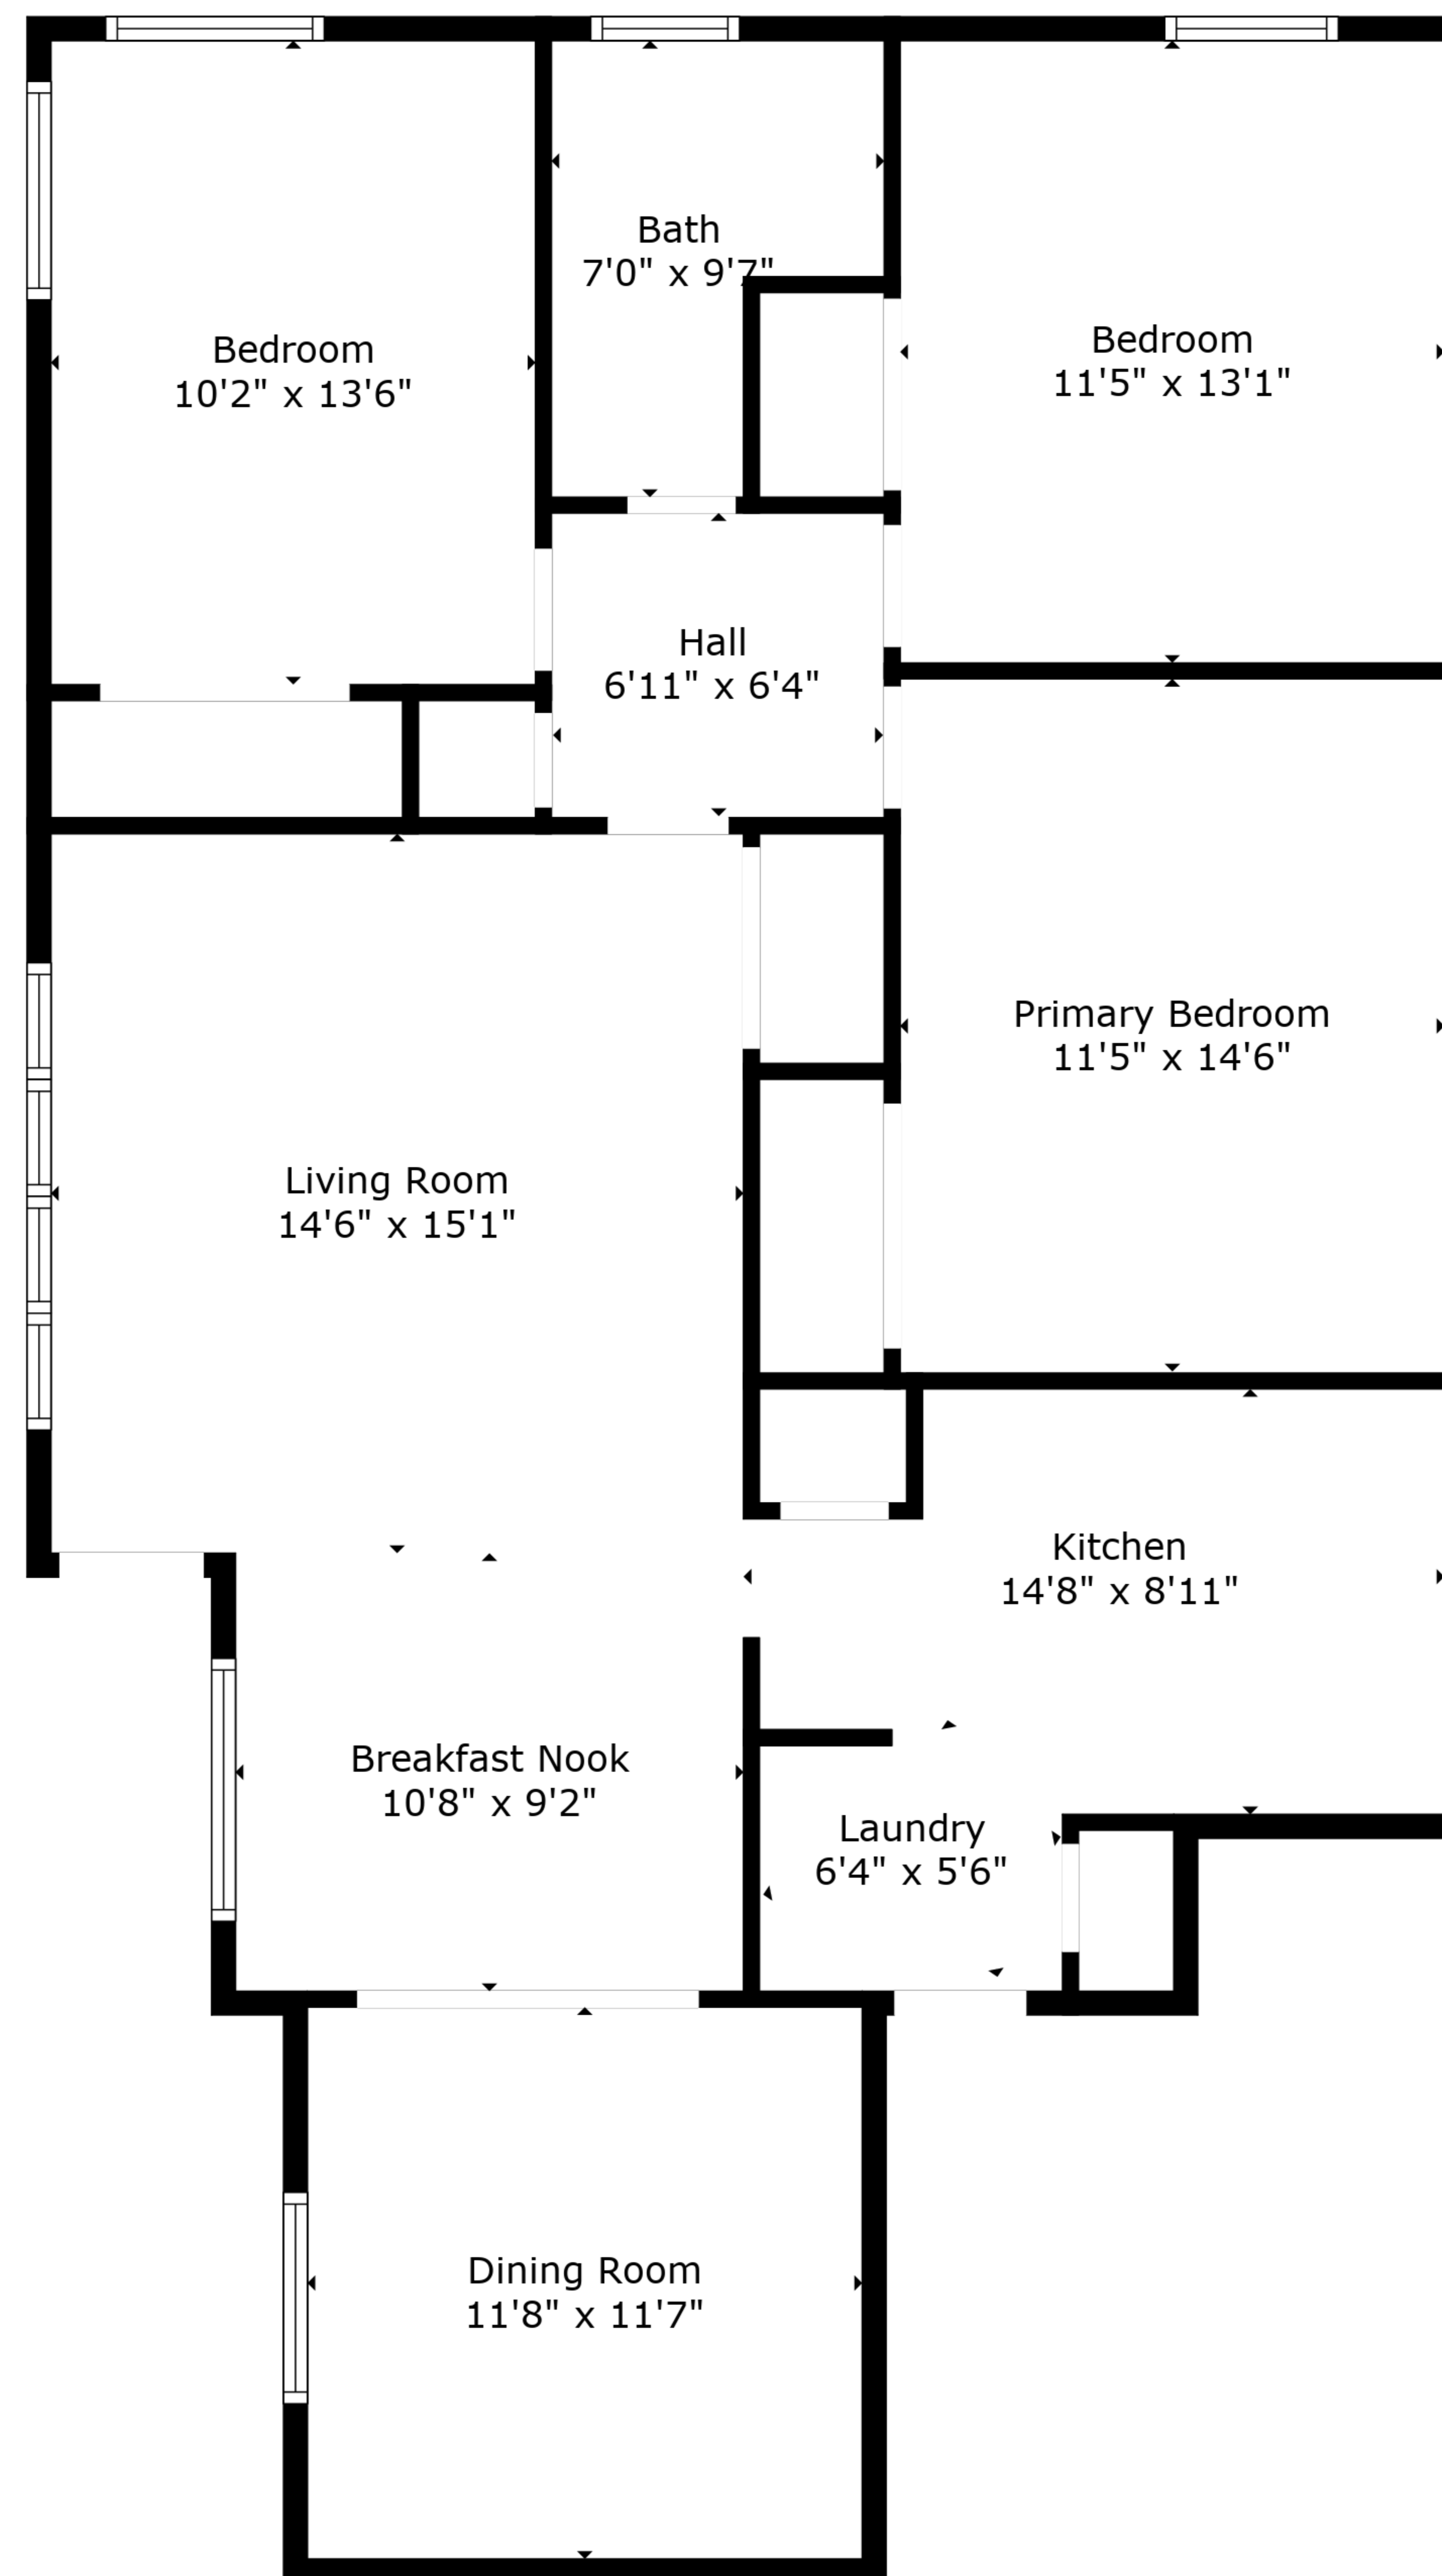 Bath
7'0" x 9'7"
Bedroom
10'2" x 13'6"
Bedroom
11'5" x 13'1"
Hall
6'11" x 6'4"
Primary Bedroom
11'5" x 14'6"
Living Room
14'6" x 15'1"
Kitchen
14'8" x 8'11"
Breakfast Nook
10'8" x 9'2"
Laundry
6'4" x 5'6"
Dining Room
11'8" x 11'7"